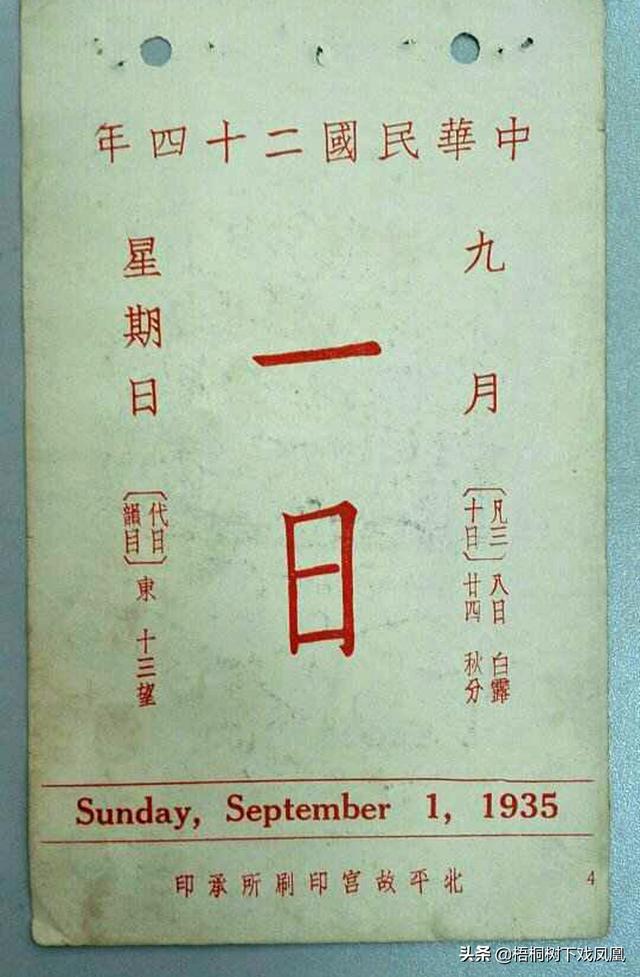 中華民國二十四年
九月
一日
星期日
〔凡三十日〕
八日 白露
廿四 秋分
〔代日韻目〕
東 十三望
Sunday, September 1, 1935
北平故宮印刷所承印
4
头条 @梧桐树下戏凤凰